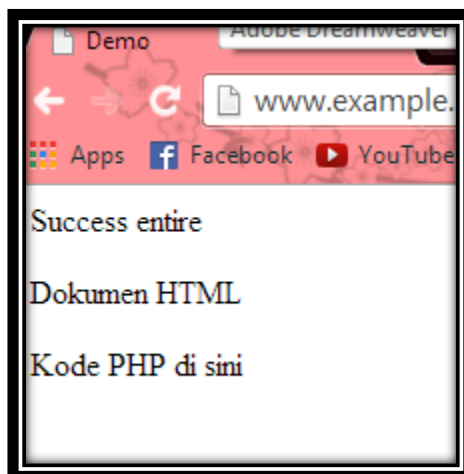 Demo
Adobe Dreamweaver
www.example.
Apps Facebook YouTube
Success entire
Dokumen HTML
Kode PHP di sini